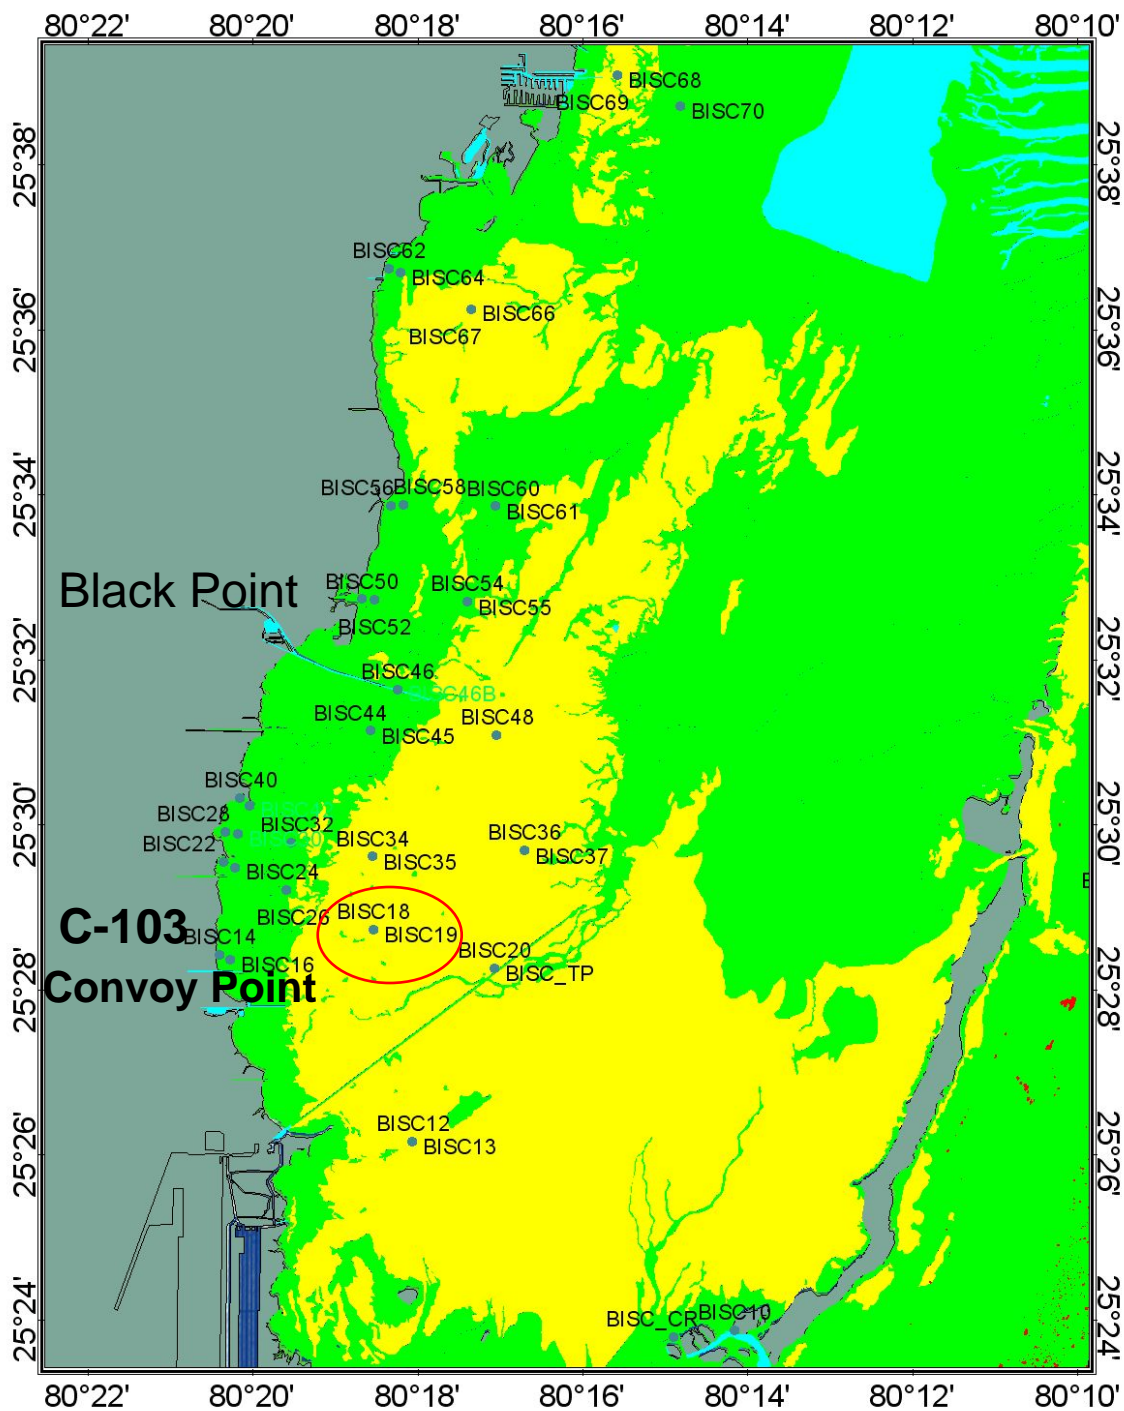 80°22' 80°20' 80°18' 80°16' 80°14' 80°12' 80°10'
BISC68
BISC69
BISC70
25°38' 25°38'
BISC62
BISC64
BISC66
BISC67
25°36' 25°36'
BISC56 BISC58 BISC60
BISC61
25°34' 25°34'
Black Point
BISC50
BISC54
BISC55
BISC52
25°32' 25°32'
BISC46
BISC46B
BISC44
BISC45
BISC48
BISC40
25°30' 25°30'
BISC28
BISC32
BISC22
BISC34
BISC35
BISC36
BISC37
BISC24
BISC26
BISC18
BISC19
C-103
BISC14
BISC16
BISC20
BISC_TP
Convoy Point
25°28' 25°28'
BISC12
BISC13
25°26' 25°26'
BISC_CR
BISC10
25°24' 25°24'
80°22' 80°20' 80°18' 80°16' 80°14' 80°12' 80°10'